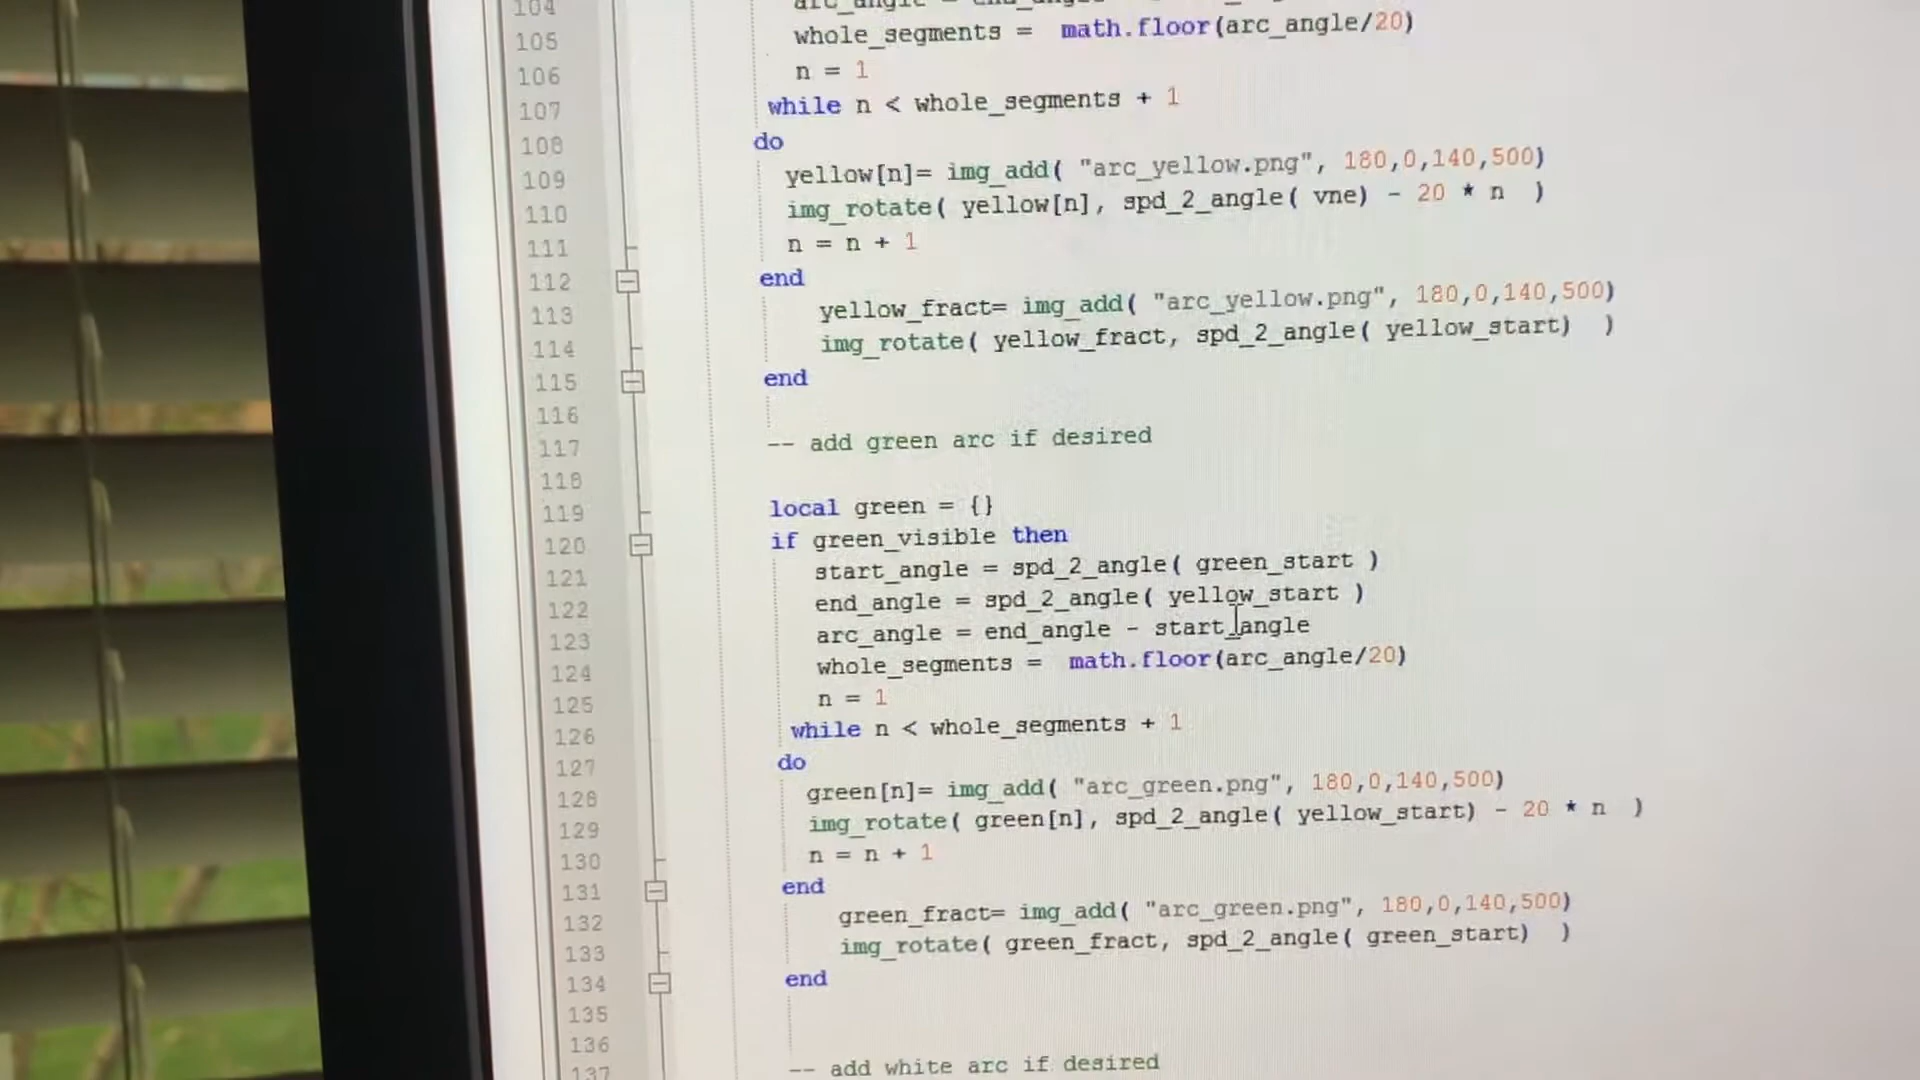 104
105 whole_segments = math.floor(arc_angle/20)
106 n = 1
107 while n < whole_segments + 1
108 do
109 yellow[n]= img_add( "arc_yellow.png", 180,0,140,500)
110 img_rotate( yellow[n], spd_2_angle( vne) - 20 * n )
111 n = n + 1
112 end
113 yellow_fract= img_add( "arc_yellow.png", 180,0,140,500)
114 img_rotate( yellow_fract, spd_2_angle( yellow_start) )
115 end
116
117 -- add green arc if desired
118
119 local green = {}
120 if green_visible then
121 start_angle = spd_2_angle( green_start )
122 end_angle = spd_2_angle( yellow_start )
123 arc_angle = end_angle - start_angle
124 whole_segments = math.floor(arc_angle/20)
125 n = 1
126 while n < whole_segments + 1
127 do
128 green[n]= img_add( "arc_green.png", 180,0,140,500)
129 img_rotate( green[n], spd_2_angle( yellow_start) - 20 * n )
130 n = n + 1
131 end
132 green_fract= img_add( "arc_green.png", 180,0,140,500)
133 img_rotate( green_fract, spd_2_angle( green_start) )
134 end
135
136
137 -- add white arc if desired